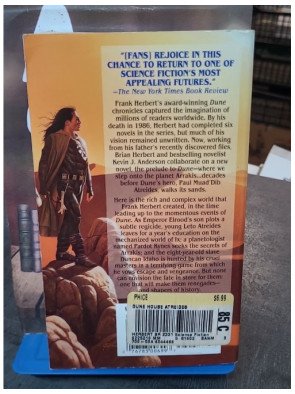 "[FANS] REJOICE IN THIS
CHANCE TO RETURN TO ONE OF
SCIENCE FICTION'S MOST
APPEALING FUTURES."
—The New York Times Book Review
Frank Herbert's award-winning Dune
chronicles captured the imagination of
millions of readers worldwide. By his
death in 1986, Herbert had completed six
novels in the series, but much of his
vision remained unwritten. Now, working
from his father's recently discovered files,
Brian Herbert and bestselling novelist
Kevin J. Anderson collaborate on a new
novel, the prelude to Dune—where we
step onto the planet Arrakis...decades
before Dune's hero, Paul Muad'Dib
Atreides, walks its sands.
Here is the rich and complex world that
Frank Herbert created, in the time
leading up to the momentous events of
Dune. As Emperor Elrood's son plots a
subtle regicide, young Leto Atreides
leaves for a year's education on the
mechanized world of Ix; a planetologist
named Pardot Kynes seeks the secrets of
Arrakis; and the eight-year-old slave
Duncan Idaho is hunted by his cruel
masters in a terrifying game from which
he vows escape and vengeance. But none
can envision the fate in store for them:
one that will make them renegades—
and shapers of history.
PRICE
$6.99
DUNE HOUSE ATREIDES
85 C
Science Fiction